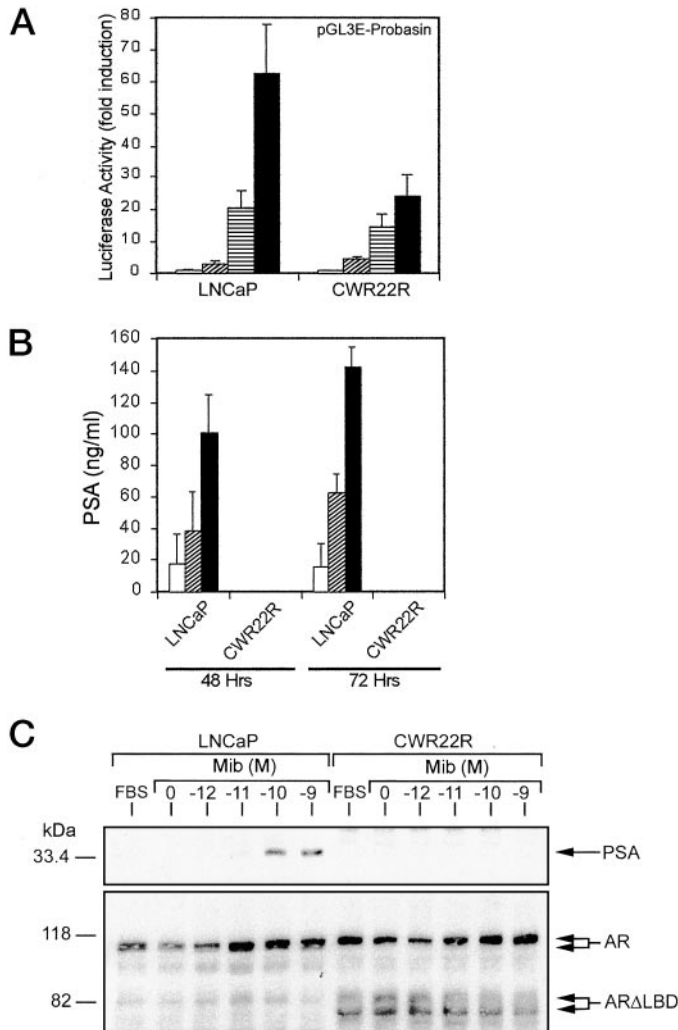 A
pGL3E-Probasin
Luciferase Activity (fold induction)
80
70
60
50
40
30
20
10
0
LNCaP CWR22R
B
PSA (ng/ml)
160
140
120
100
80
60
40
20
0
LNCaP CWR22R LNCaP CWR22R
48 Hrs 72 Hrs
C
LNCaP CWR22R
Mib (M) Mib (M)
FBS 0 -12 -11 -10 -9 FBS 0 -12 -11 -10 -9
kDa
33.4 PSA
118 AR
82 ARΔLBD